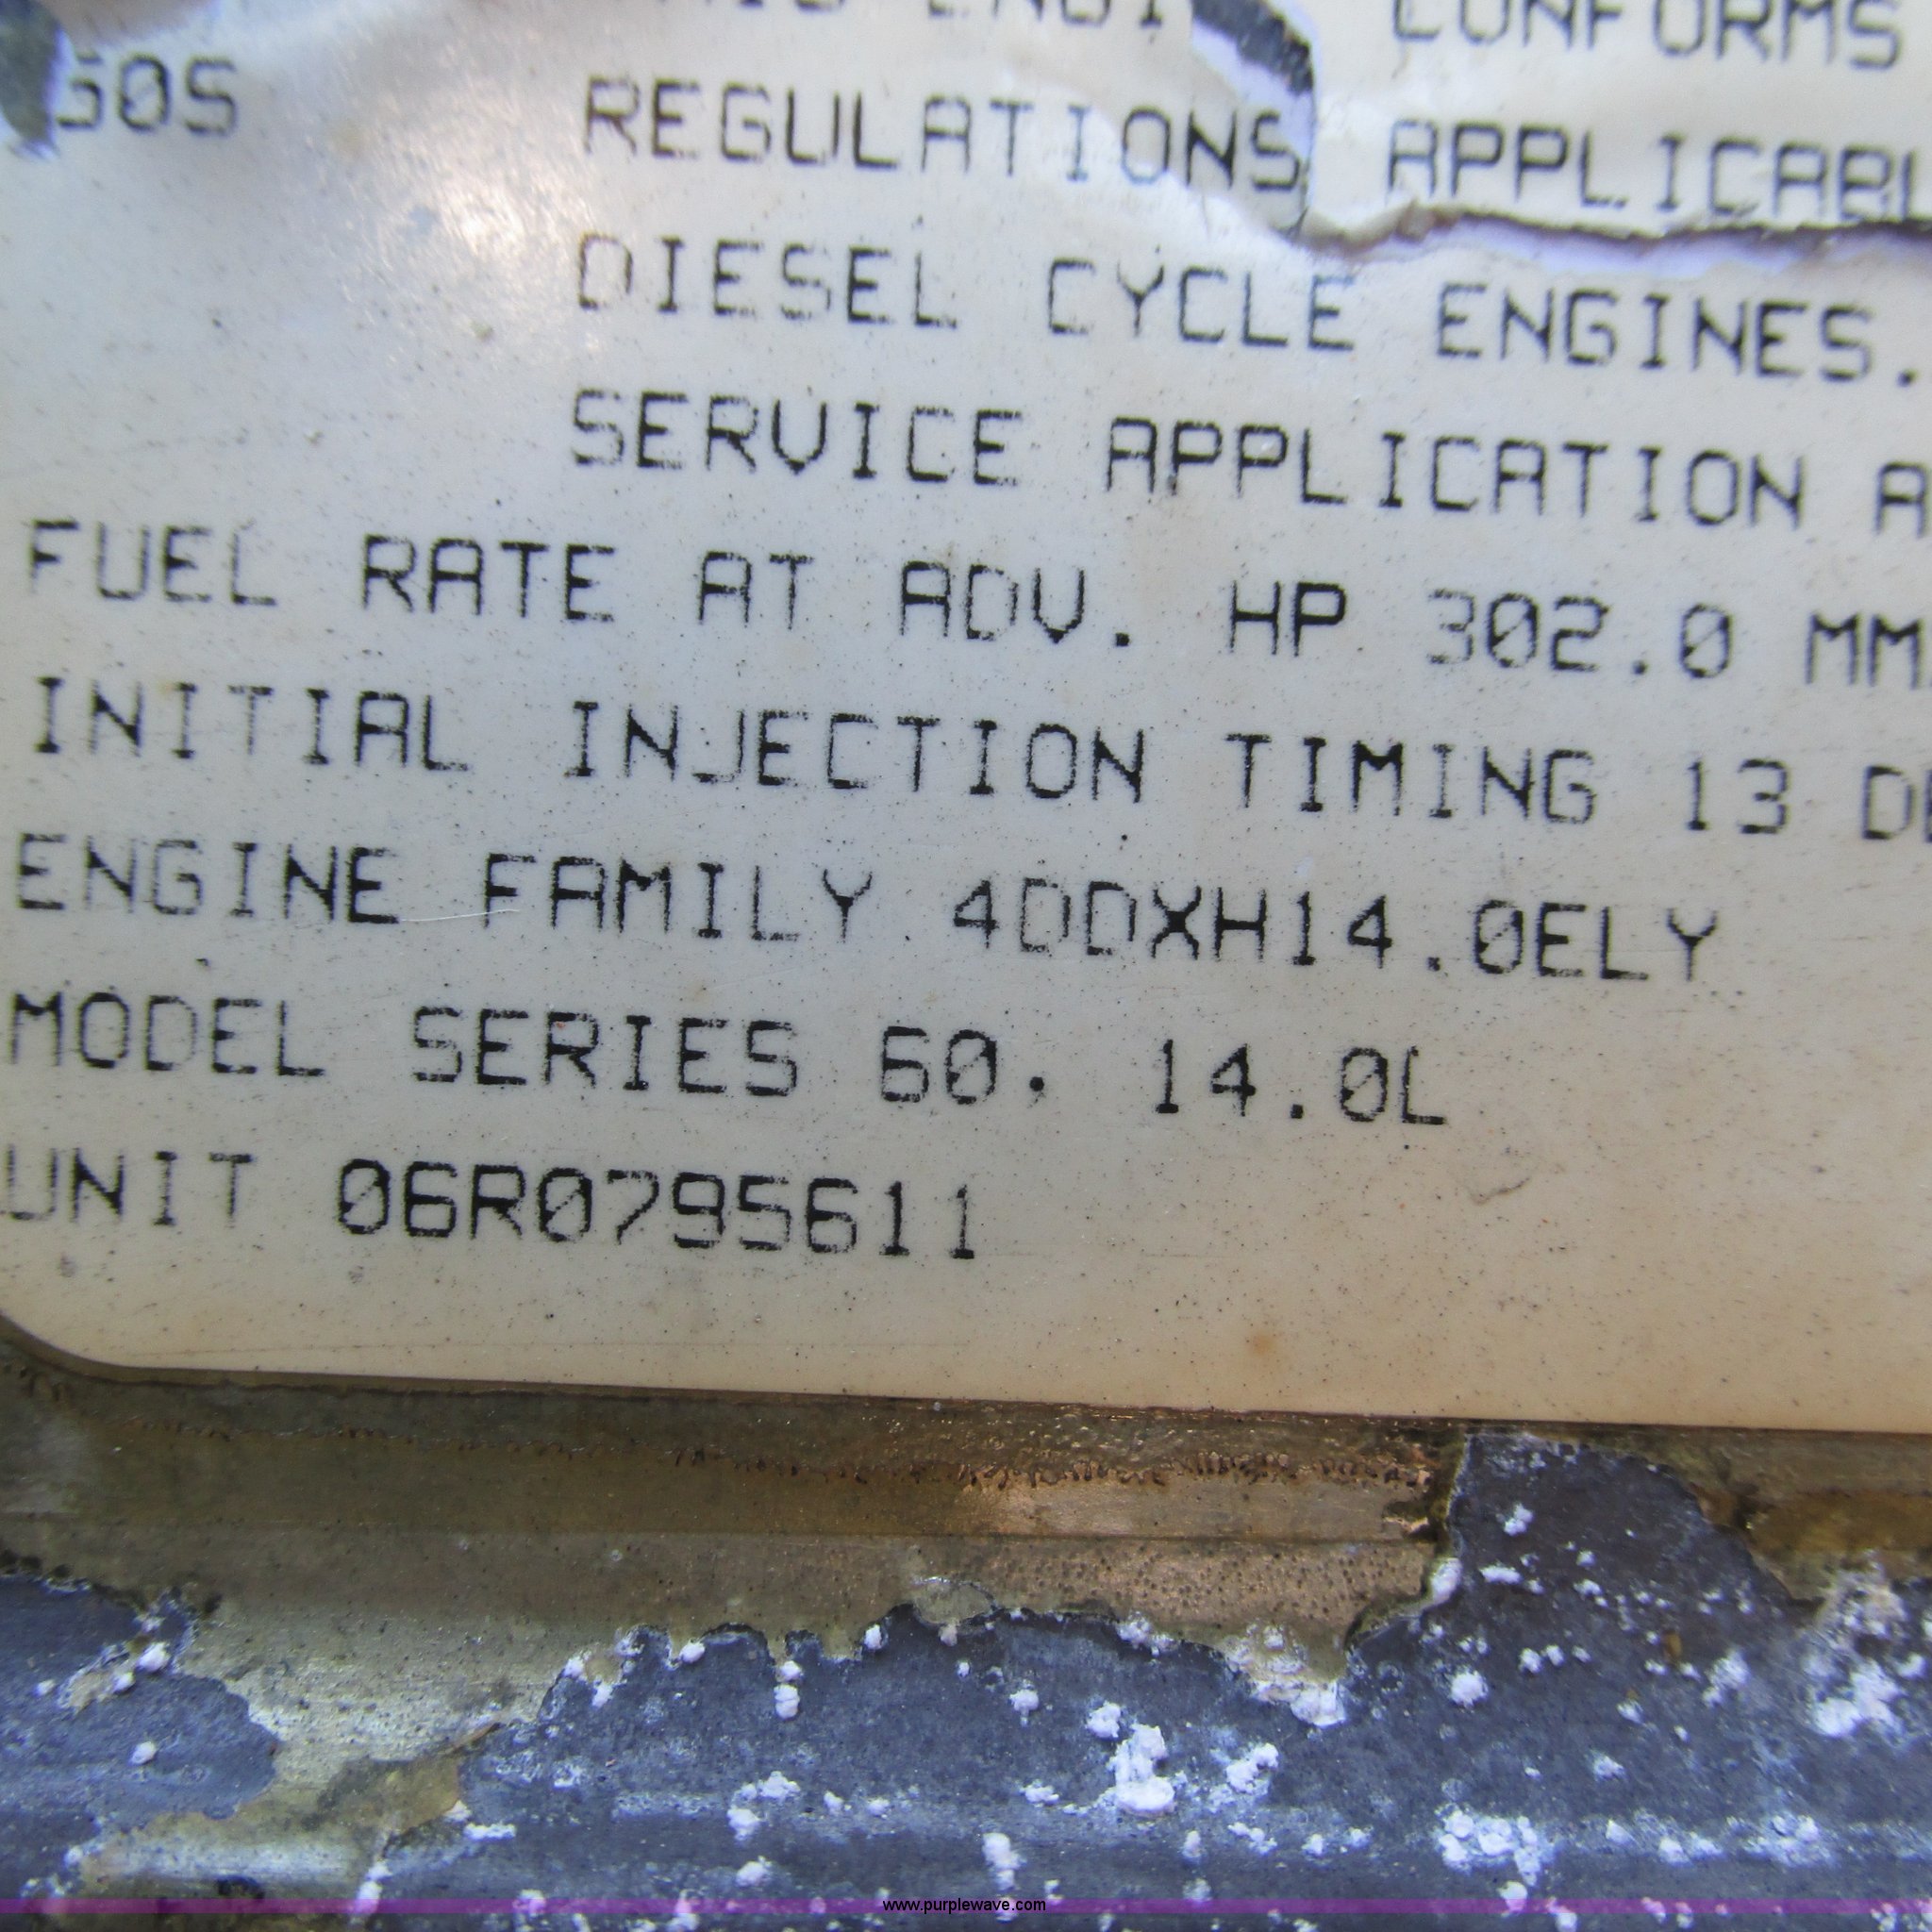 CONFORMS
REGULATIONS APPLICABL
DIESEL CYCLE ENGINES.
SERVICE APPLICATION A
FUEL RATE AT ADV. HP 302.0 MM
INITIAL INJECTION TIMING 13 D
ENGINE FAMILY 4DDXH14.0ELY
MODEL SERIES 60, 14.0L
UNIT 06R0795611
www.purplewave.com